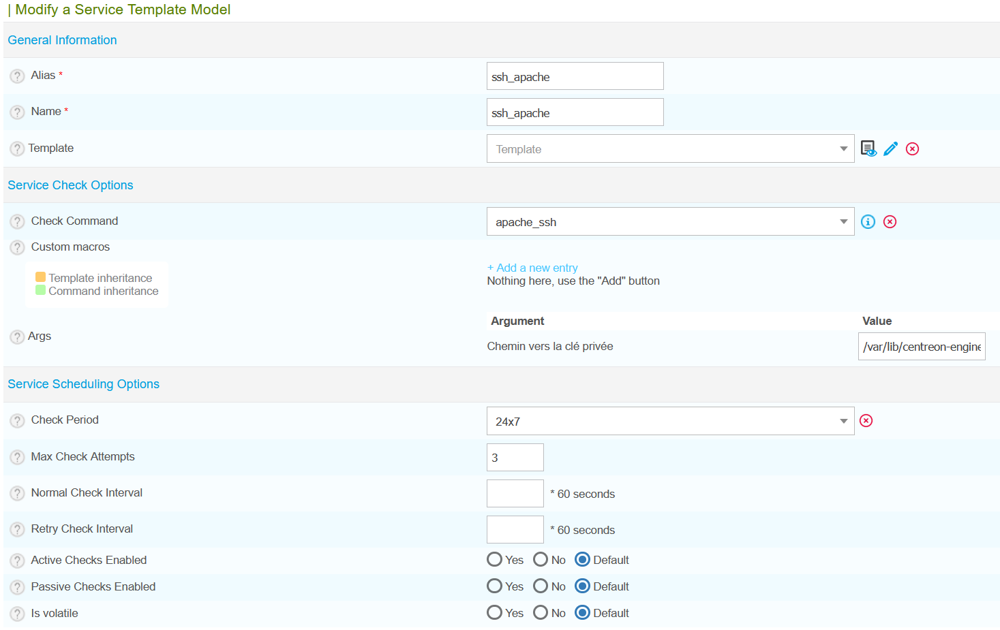 | Modify a Service Template Model
General Information
? Alias *
ssh_apache
? Name *
ssh_apache
? Template
Template
Service Check Options
? Check Command
apache_ssh
? Custom macros
+ Add a new entry
Nothing here, use the "Add" button
Template inheritance
Command inheritance
Argument Value
? Args
Chemin vers la clé privée /var/lib/centreon-engine
Service Scheduling Options
? Check Period
24x7
? Max Check Attempts
3
? Normal Check Interval
* 60 seconds
? Retry Check Interval
* 60 seconds
? Active Checks Enabled
Yes No Default
? Passive Checks Enabled
Yes No Default
? Is volatile
Yes No Default